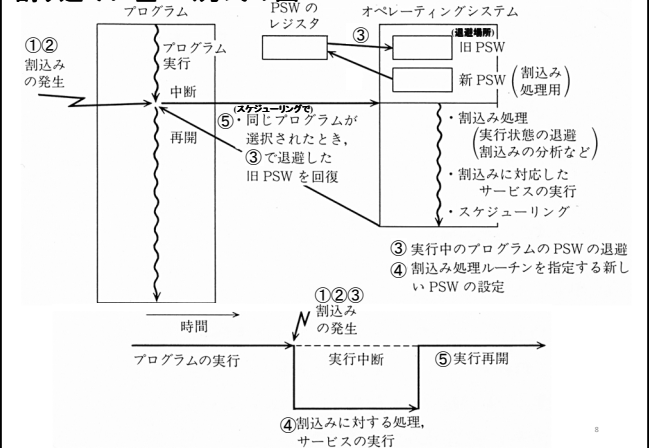 プログラム
PSW の
レジスタ
オペレーティングシステム
①②
割込み
の発生
プログラム
実行
中断
再開
③
(退避場所)
旧 PSW
新 PSW (割込み
処理用)
(スケジューリングで)
⑤・同じプログラムが
選択されたとき,
③で退避した
旧 PSW を回復
・割込み処理
(実行状態の退避
割込みの分析など)
・割込みに対応した
サービスの実行
・スケジューリング
③ 実行中のプログラムの PSW の退避
④ 割込み処理ルーチンを指定する新し
い PSW の設定
時間
①②③
割込み
の発生
プログラムの実行
実行中断
⑤実行再開
④割込みに対する処理,
サービスの実行
8